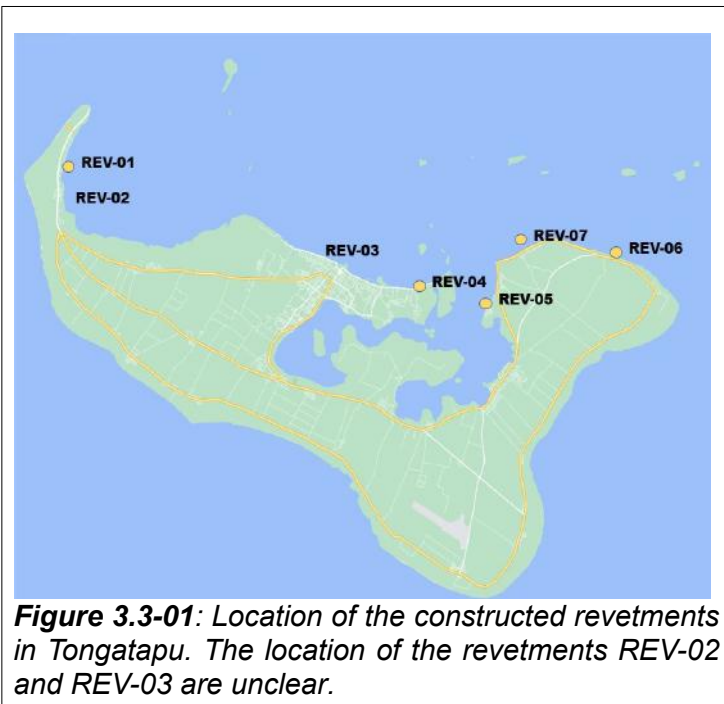 REV-01
REV-02
REV-03
REV-07
REV-06
REV-04
REV-05
Figure 3.3-01: Location of the constructed revetments
in Tongatapu. The location of the revetments REV-02
and REV-03 are unclear.